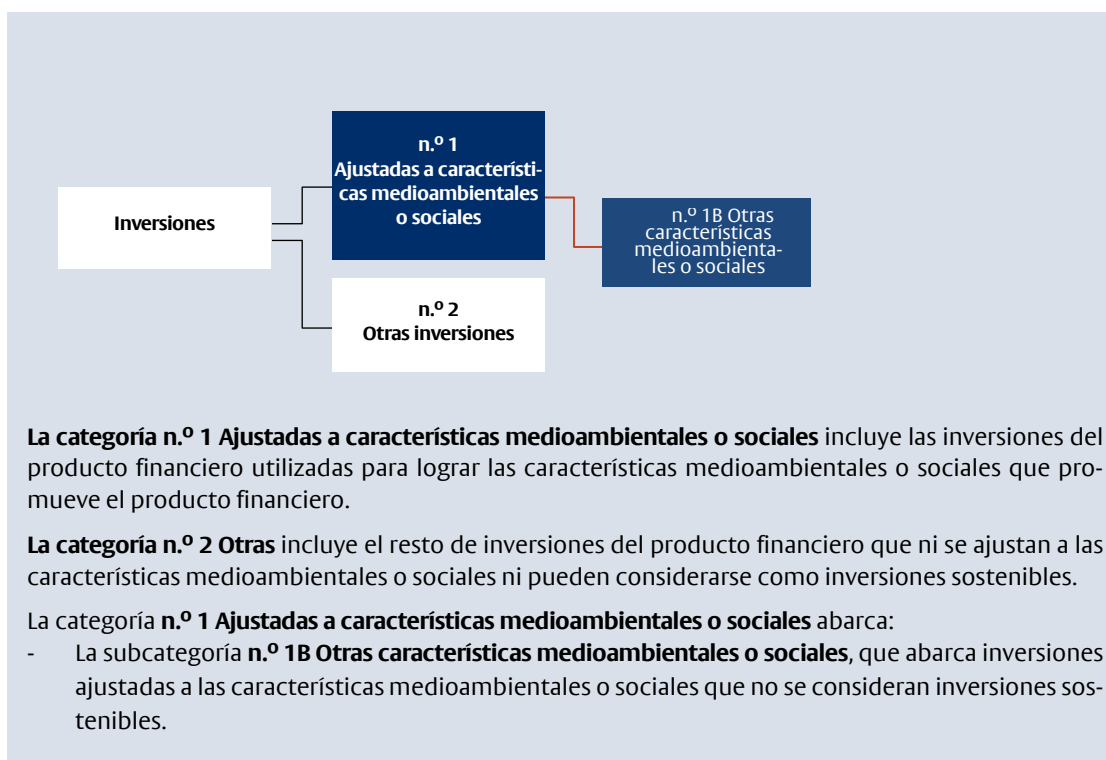 n.º 1
Ajustadas a característi-
cas medioambientales
o sociales
Inversiones
n.º 1B Otras
características
medioambienta-
les o sociales
n.º 2
Otras inversiones
La categoría n.º 1 Ajustadas a características medioambientales o sociales incluye las inversiones del
producto financiero utilizadas para lograr las características medioambientales o sociales que pro-
mueve el producto financiero.
La categoría n.º 2 Otras incluye el resto de inversiones del producto financiero que ni se ajustan a las
características medioambientales o sociales ni pueden considerarse como inversiones sostenibles.
La categoría n.º 1 Ajustadas a características medioambientales o sociales abarca:
- La subcategoría n.º 1B Otras características medioambientales o sociales, que abarca inversiones
ajustadas a las características medioambientales o sociales que no se consideran inversiones sos-
tenibles.